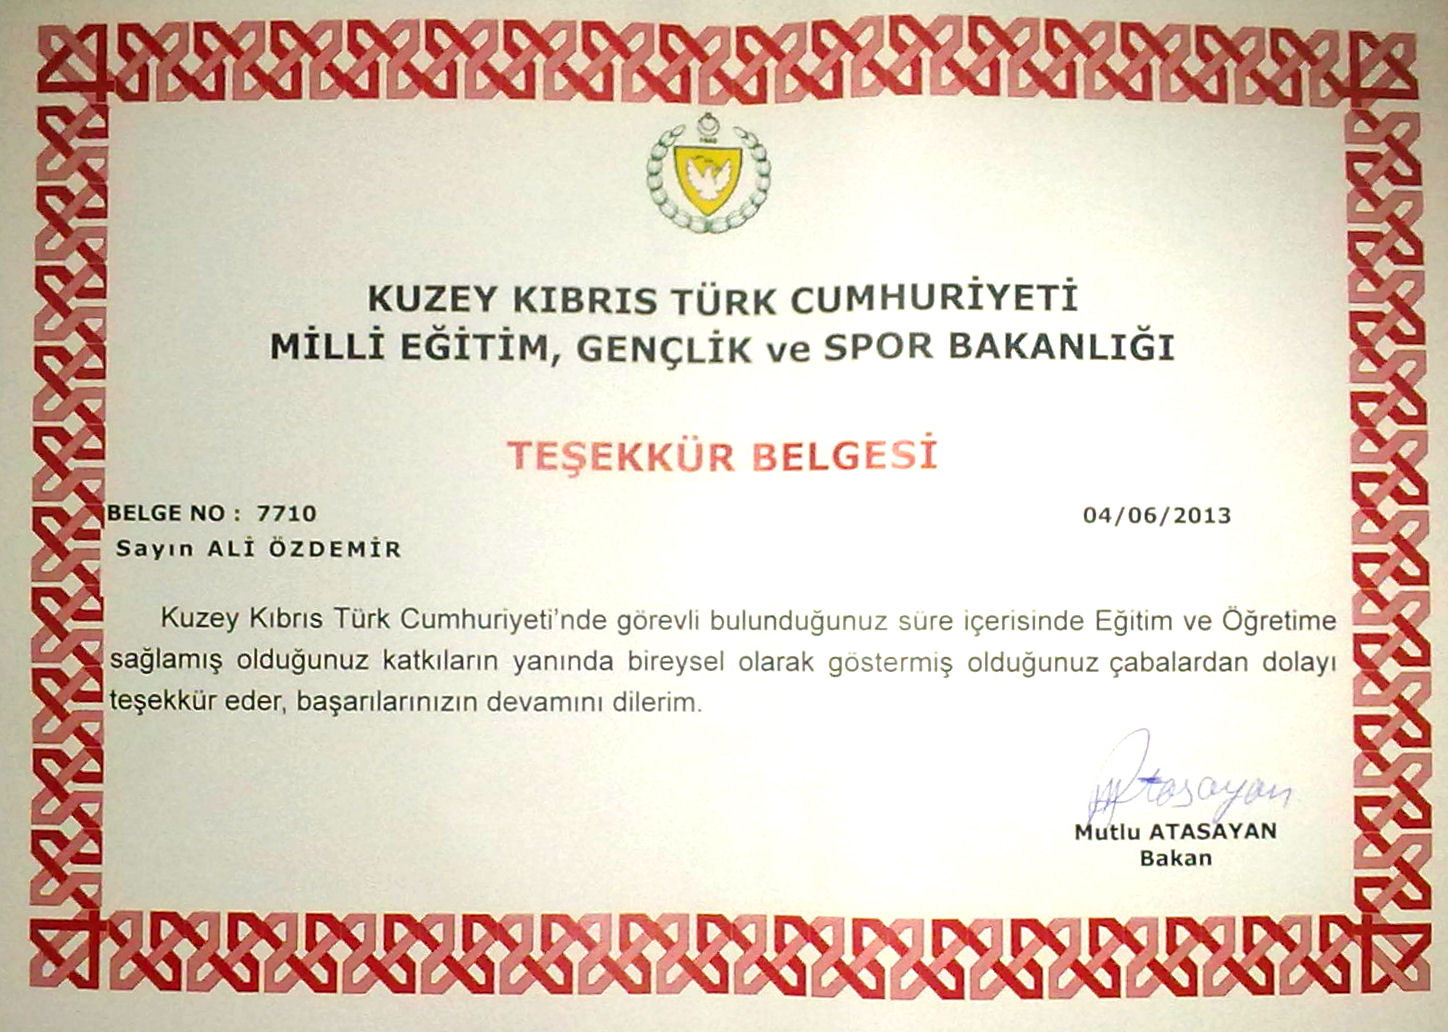 KUZEY KIBRIS TÜRK CUMHURİYETİ
MİLLİ EĞİTİM, GENÇLİK ve SPOR BAKANLIĞI
TEŞEKKÜR BELGESİ
BELGE NO : 7710
04/06/2013
Sayın ALİ ÖZDEMİR
Kuzey Kıbrıs Türk Cumhuriyeti'nde görevli bulunduğunuz süre içerisinde Eğitim ve Öğretime
sağlamış olduğunuz katkıların yanında bireysel olarak göstermiş olduğunuz çabalardan dolayı
teşekkür eder, başarılarınızın devamını dilerim.
Atasayan
Mutlu ATASAYAN
Bakan